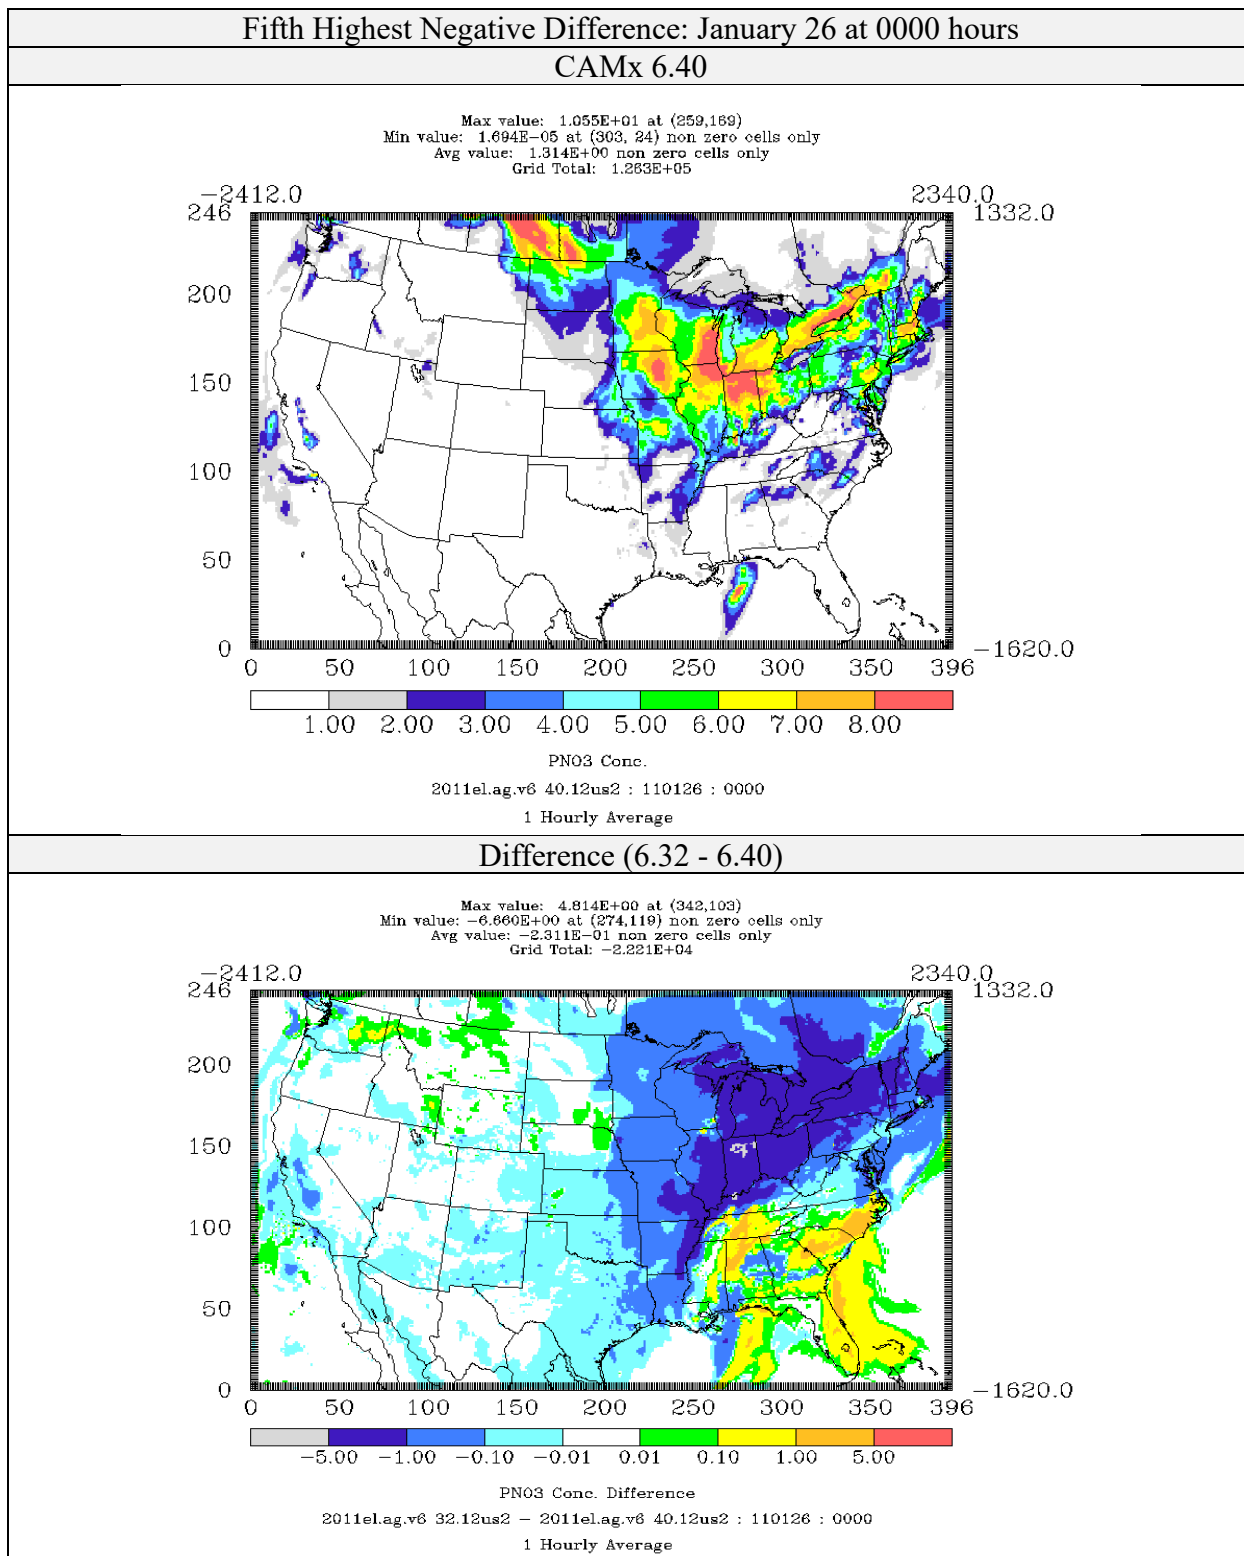 Fifth Highest Negative Difference: January 26 at 0000 hours
CAMx 6.40
Max value: 1.055E+01 at (259,169)
Min value: 1.694E-05 at (303, 24) non zero cells only
Avg value: 1.314E+00 non zero cells only
Grid Total: 1.263E+05
-2412.0 2340.0
246 1332.0
200
150
100
50
0 -1620.0
0 50 100 150 200 250 300 350 396
1.00 2.00 3.00 4.00 5.00 6.00 7.00 8.00
PNO3 Conc.
2011el.ag.v6 40.12us2 : 110126 : 0000
1 Hourly Average
Difference (6.32 - 6.40)
Max value: 4.814E+00 at (342,103)
Min value: -6.660E+00 at (274,119) non zero cells only
Avg value: -2.311E-01 non zero cells only
Grid Total: -2.221E+04
-2412.0 2340.0
246 1332.0
200
150
100
50
0 -1620.0
0 50 100 150 200 250 300 350 396
-5.00 -1.00 -0.10 -0.01 0.01 0.10 1.00 5.00
PNO3 Conc. Difference
2011el.ag.v6 32.12us2 - 2011el.ag.v6 40.12us2 : 110126 : 0000
1 Hourly Average